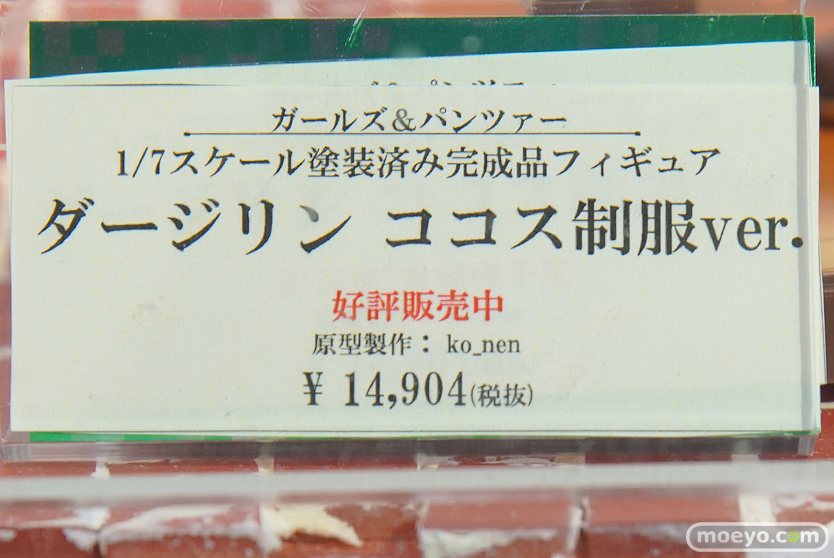 ガールズ&パンツァー
1/7スケール塗装済み完成品フィギュア
ダージリン ココス制服ver.
好評販売中
原型製作：ko_nen
¥ 14,904(税抜)
moeyo.com